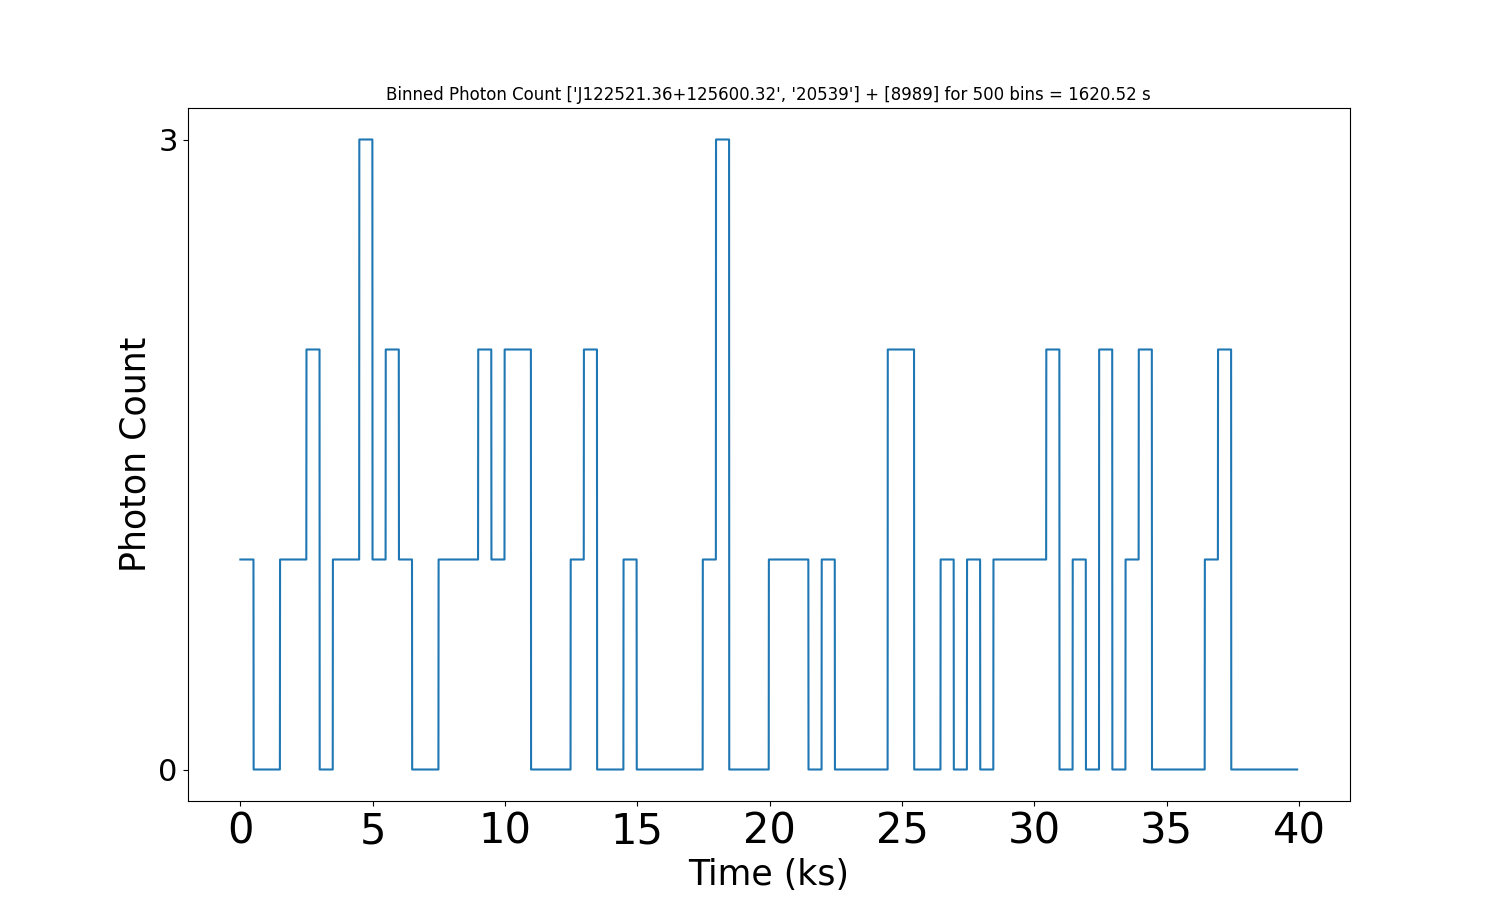 Binned Photon Count ['J122521.36+125600.32', '20539'] + [8989] for 500 bins = 1620.52 s
3
Photon Count
0
0 5 10 15 20 25 30 35 40
Time (ks)